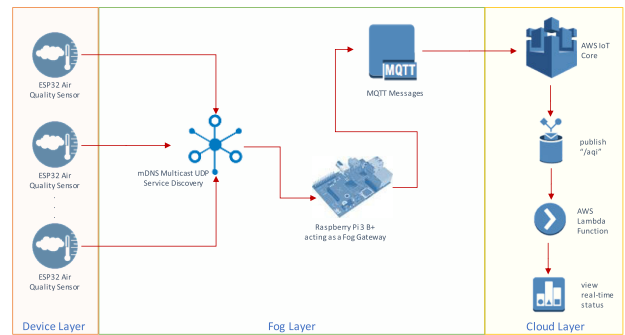 ESP32 Air
Quality Sensor
ESP32 Air
Quality Sensor
.
.
.
ESP32 Air
Quality Sensor
Device Layer
mDNS Multicast UDP
Service Discovery
Raspberry Pi 3 B+
acting as a Fog Gateway
MQTT
MQTT Messages
Fog Layer
AWS IoT
Core
publish
"/aqi"
AWS
Lambda
Function
view
real-time
status
Cloud Layer